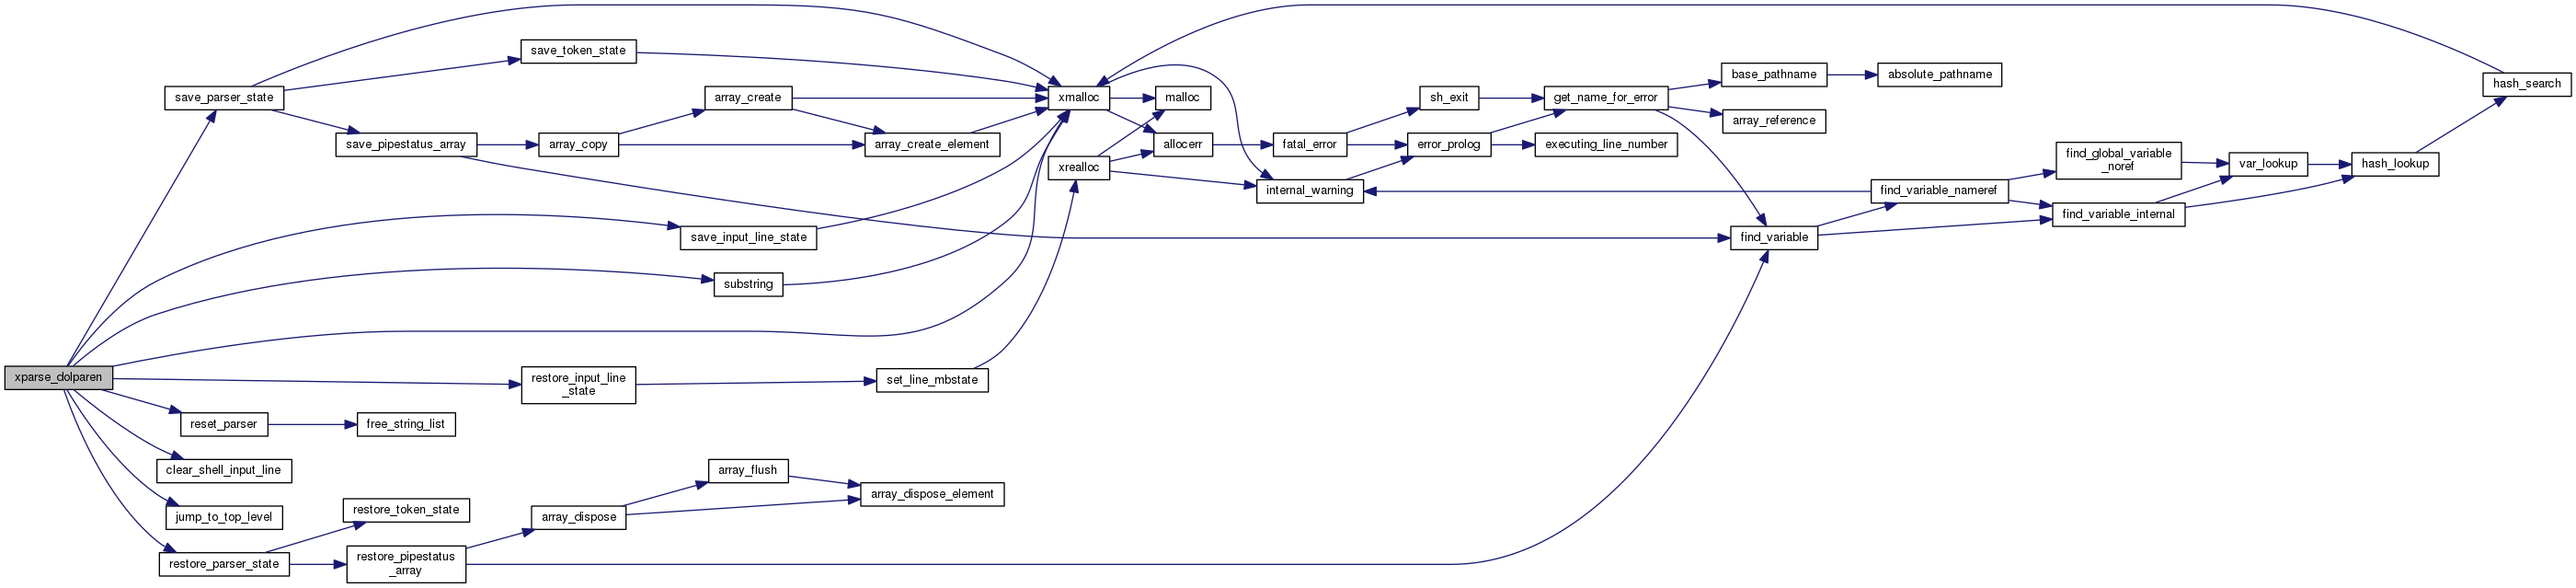 xparse_dolparen
save_parser_state
save_token_state
save_pipestatus_array
array_create
array_copy
array_create_element
save_input_line_state
substring
restore_input_line
_state
set_line_mbstate
reset_parser
free_string_list
clear_shell_input_line
jump_to_top_level
restore_parser_state
restore_token_state
restore_pipestatus
_array
array_dispose
array_flush
array_dispose_element
xmalloc
xrealloc
malloc
allocerr
internal_warning
fatal_error
sh_exit
error_prolog
get_name_for_error
executing_line_number
base_pathname
absolute_pathname
array_reference
find_variable
find_variable_nameref
find_global_variable
_noref
find_variable_internal
var_lookup
hash_lookup
hash_search